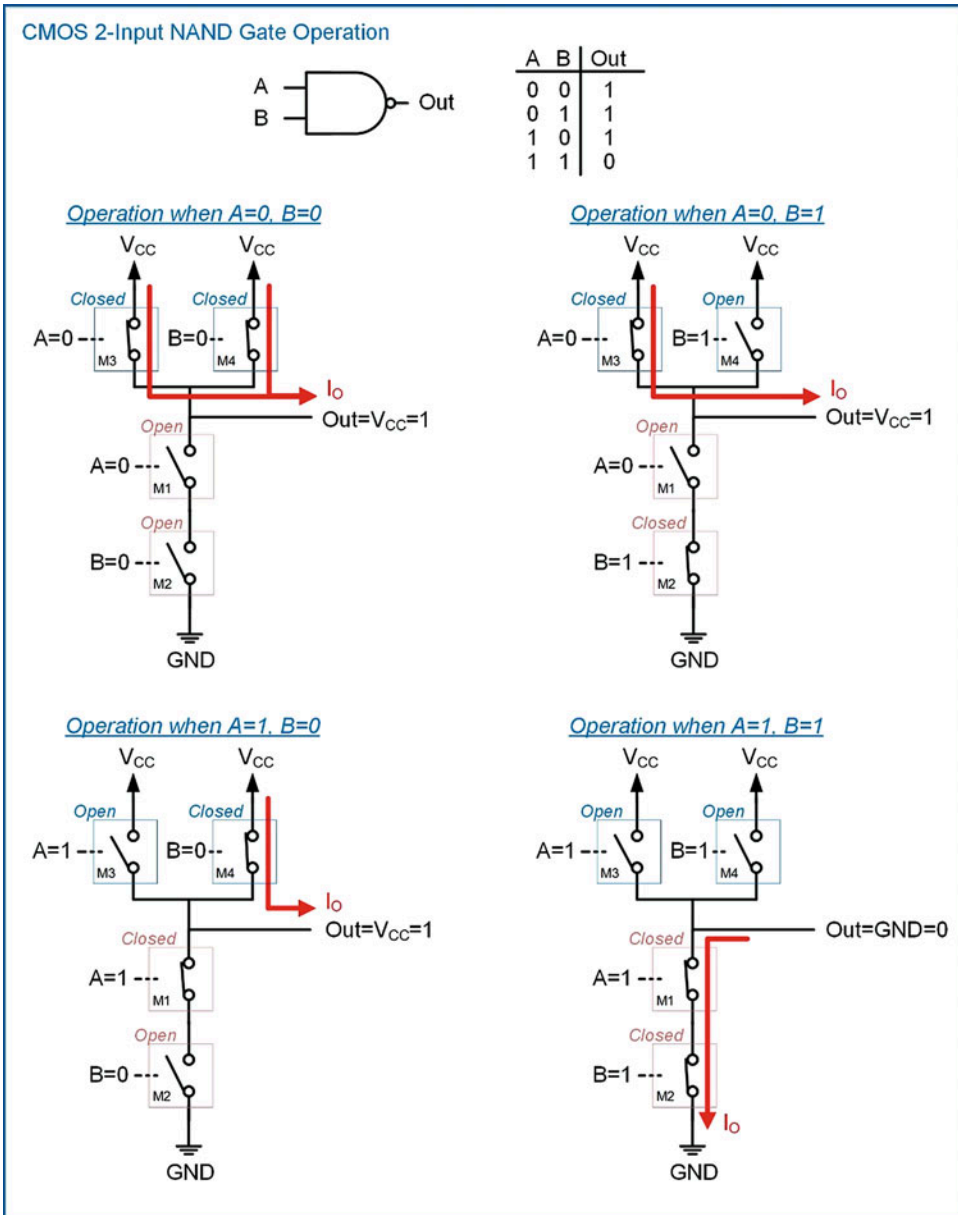 CMOS 2-Input NAND Gate Operation
A B Out
0 0 1
0 1 1
1 0 1
1 1 0
A
B
Out
Operation when A=0, B=0
VCC VCC
Closed Closed
A=0 B=0
M3 M4
IO
Out=VCC=1
Open
A=0
M1
Open
B=0
M2
GND
Operation when A=0, B=1
VCC VCC
Closed Open
A=0 B=1
M3 M4
IO
Out=VCC=1
Open
A=0
M1
Closed
B=1
M2
GND
Operation when A=1, B=0
VCC VCC
Open Closed
A=1 B=0
M3 M4
IO
Out=VCC=1
Closed
A=1
M1
Open
B=0
M2
GND
Operation when A=1, B=1
VCC VCC
Open Open
A=1 B=1
M3 M4
Out=GND=0
Closed
A=1
M1
Closed
B=1
M2
IO
GND